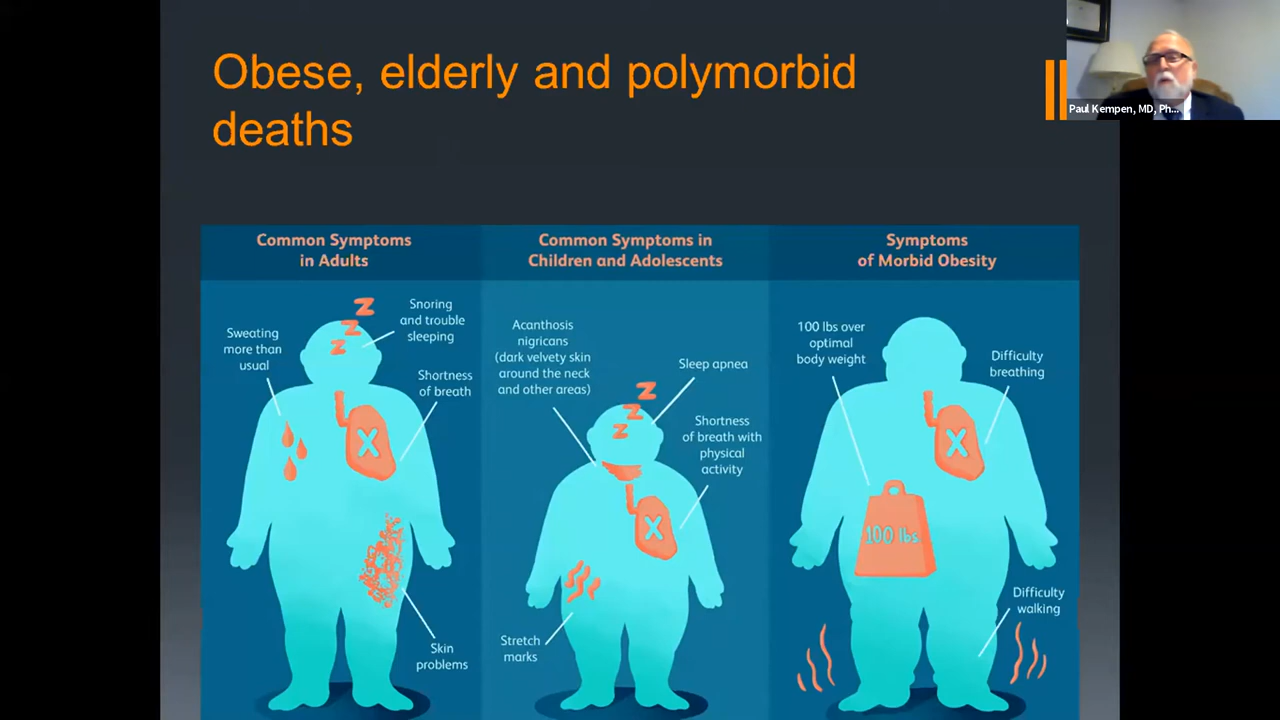 Obese, elderly and polymorbid
deaths
Paul Kempen, MD, Ph...
Common Symptoms
in Adults
Sweating
more than
usual
Z
Z
Z
Snoring
and trouble
sleeping
Shortness
of breath
X
Skin
problems
Common Symptoms in
Children and Adolescents
Acanthosis
nigricans
(dark velvety skin
around the neck
and other areas)
Z
Z
Z
Sleep apnea
Shortness
of breath with
physical
activity
X
Stretch
marks
Symptoms
of Morbid Obesity
100 lbs over
optimal
body weight
Difficulty
breathing
X
100 lbs
Difficulty
walking